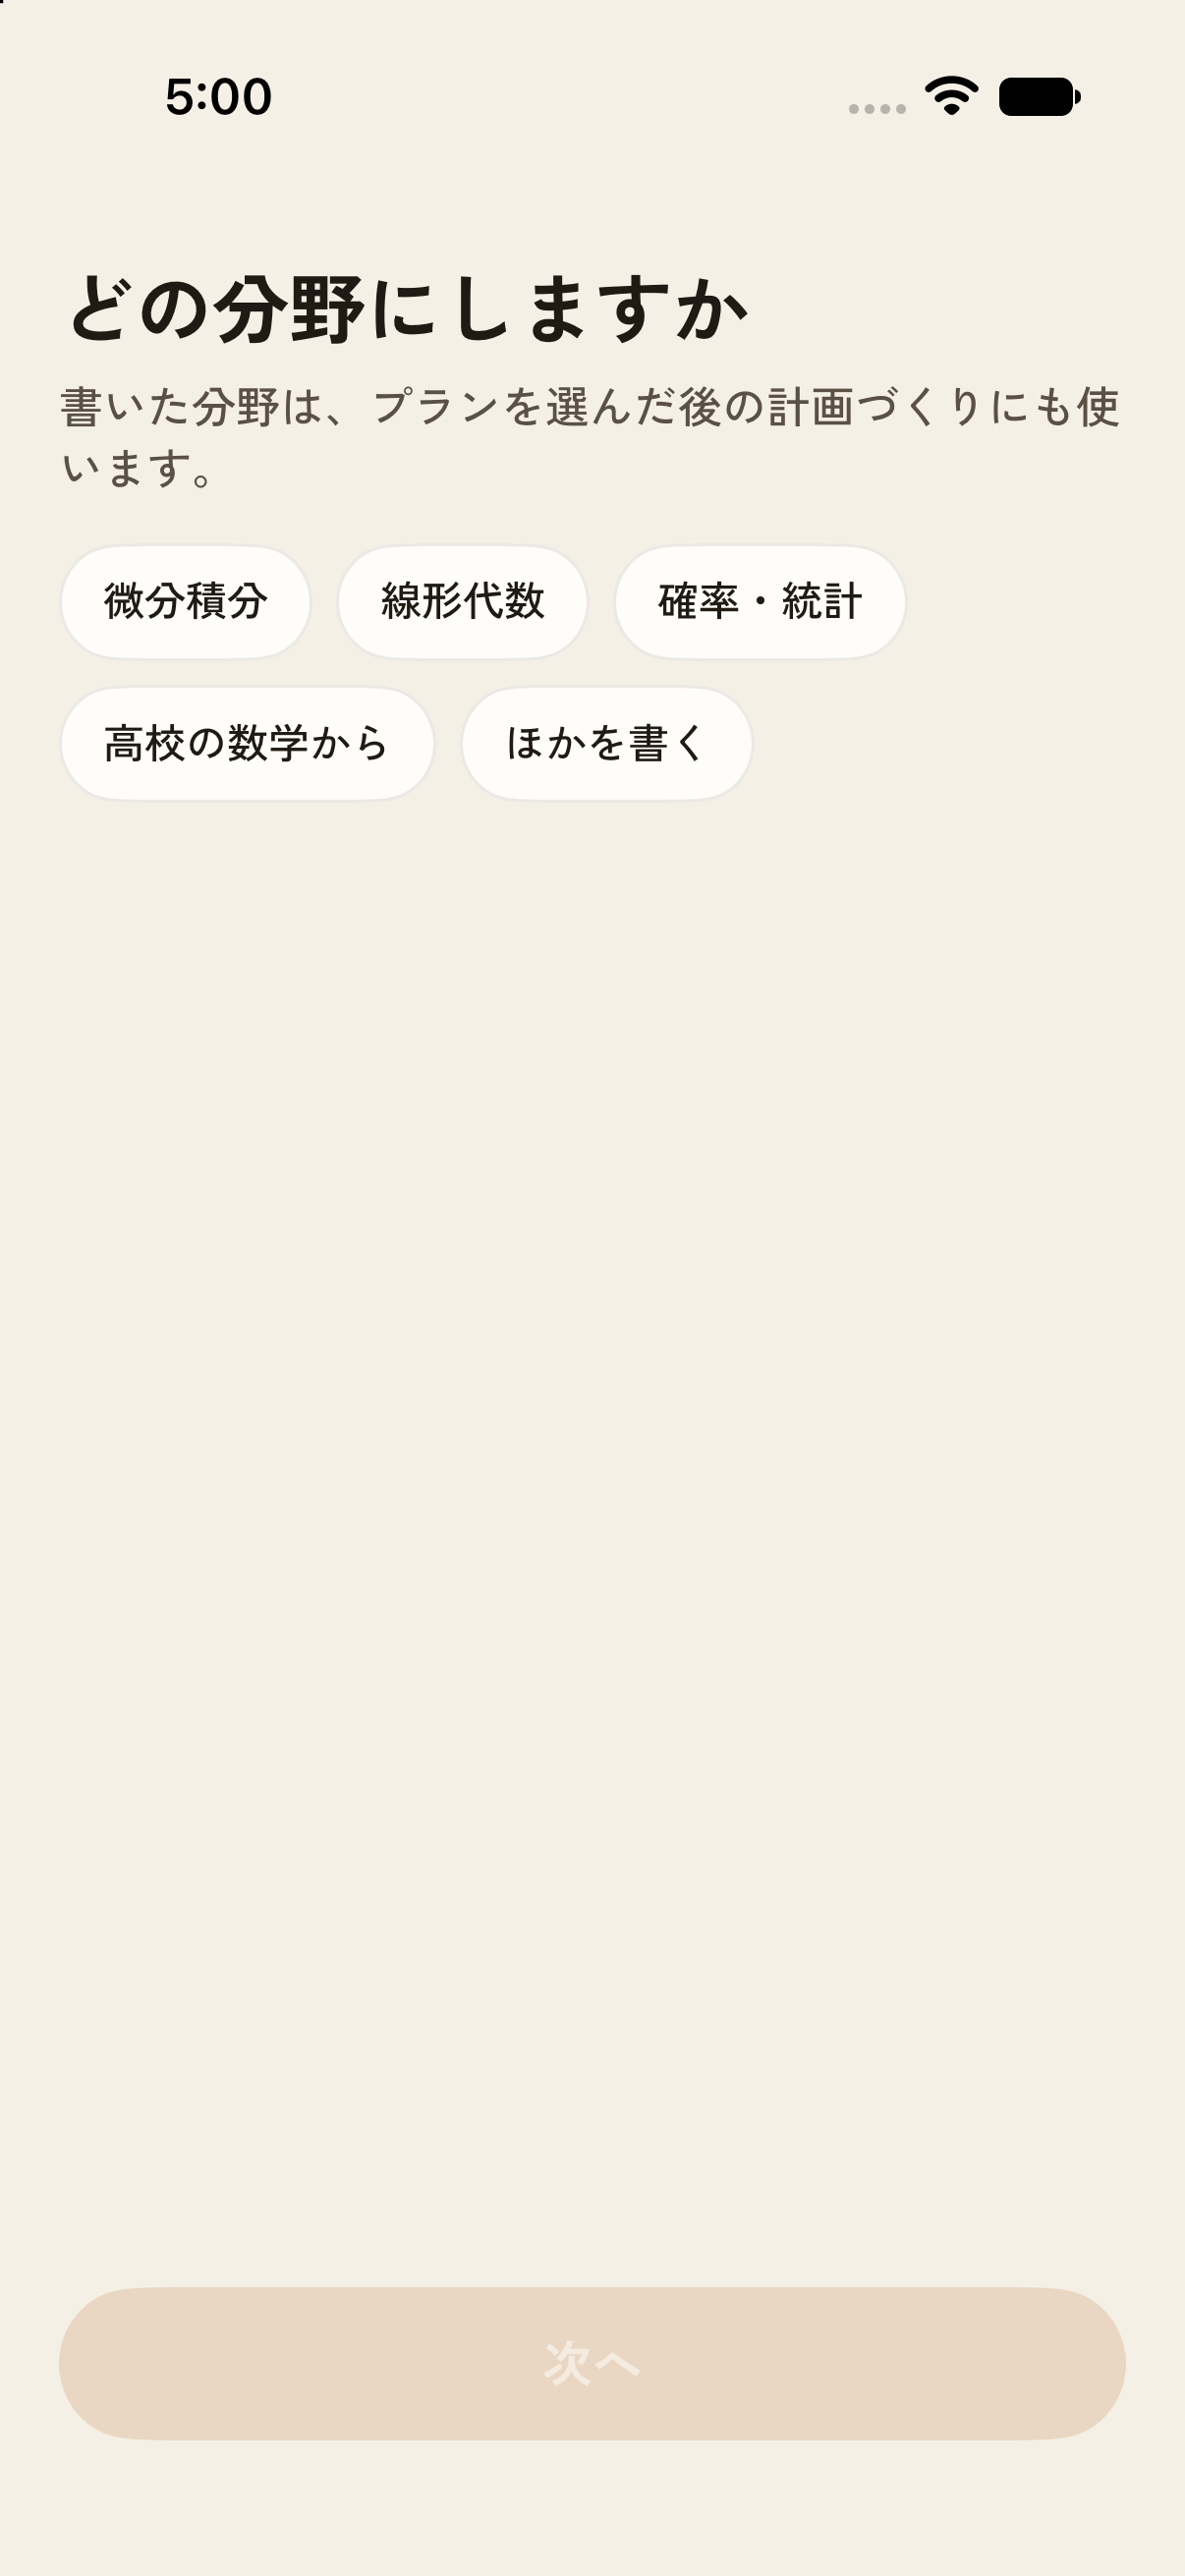 5:00
どの分野にしますか
書いた分野は、プランを選んだ後の計画づくりにも使
います。
微分積分
線形代数
確率・統計
高校の数学から
ほかを書く
次へ